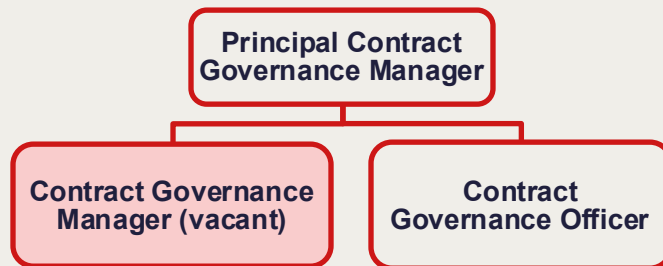 Principal Contract
Governance Manager
Contract Governance
Manager (vacant)
Contract
Governance Officer